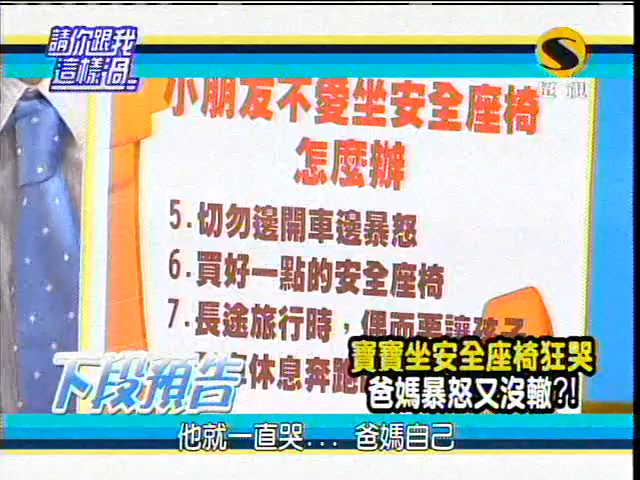 請你跟我
這樣過
超視
小朋友不愛坐安全座椅
怎麼辦
5.切勿邊開車邊暴怒
6.買好一點的安全座椅
7.長途旅行時，偶而要讓孩子
休息奔跑
下段預告
寶寶坐安全座椅狂哭
爸媽暴怒又沒轍?!
他就一直哭... 爸媽自己